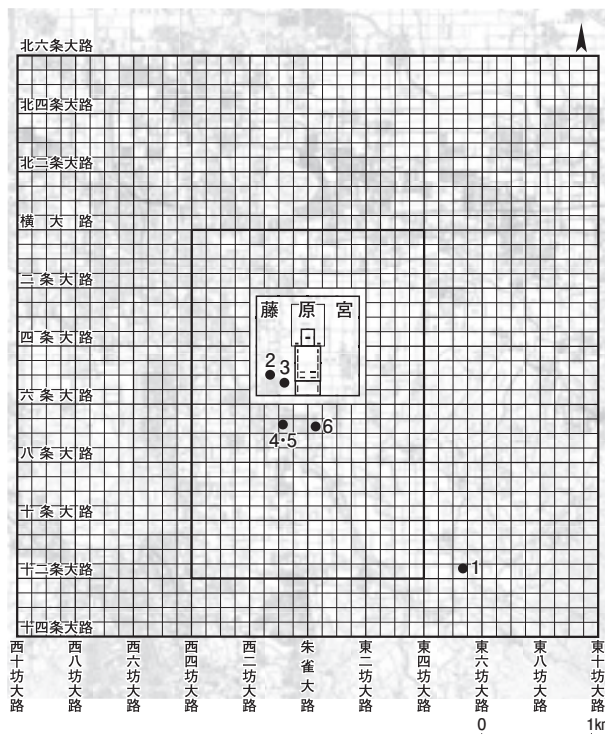 北六条大路
北四条大路
北二条大路
横大路
二条大路
藤原宮
四条大路
2
3
六条大路
4・5
6
八条大路
十条大路
十二条大路
1
十四条大路
西十坊大路
西八坊大路
西六坊大路
西四坊大路
西二坊大路
朱雀大路
東二坊大路
東四坊大路
東六坊大路
東八坊大路
東十坊大路
0
1km